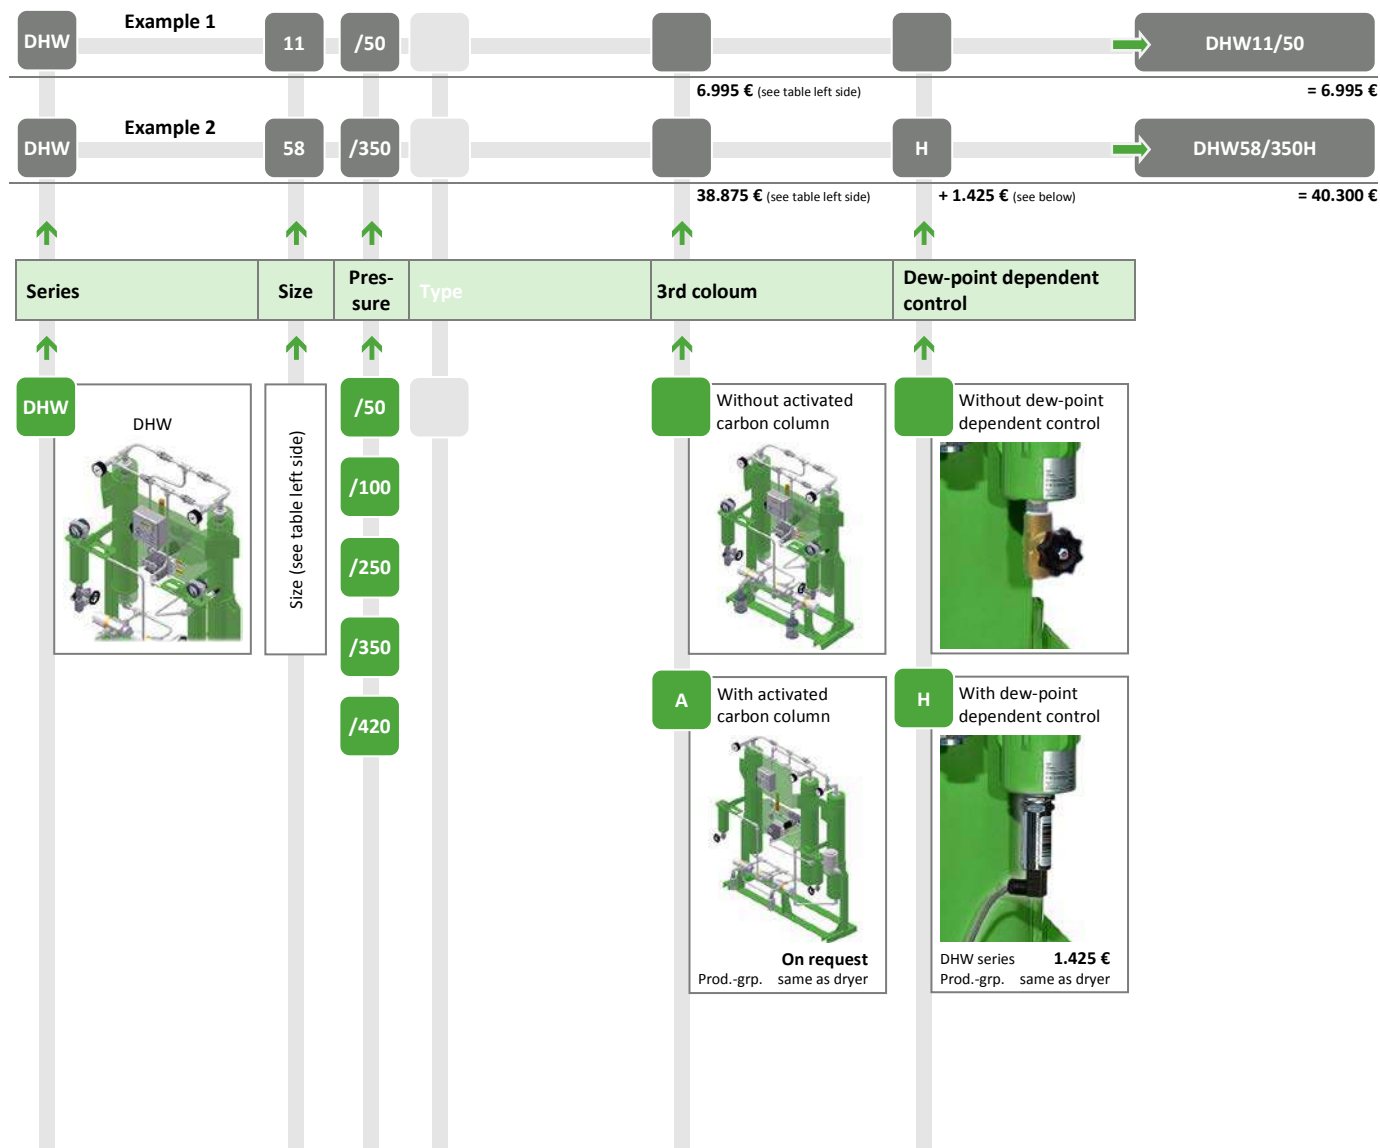 Example 1
DHW 11 /50 DHW11/50
6.995 € (see table left side) = 6.995 €
Example 2
DHW 58 /350 H DHW58/350H
38.875 € (see table left side) + 1.425 € (see below) = 40.300 €
Series Size Pres-
sure Type 3rd coloum Dew-point dependent
control
DHW
DHW
Size (see table left side)
/50
/100
/250
/350
/420
Without activated
carbon column
A With activated
carbon column
On request
Prod.-grp. same as dryer
Without dew-point
dependent control
H With dew-point
dependent control
DHW series 1.425 €
Prod.-grp. same as dryer